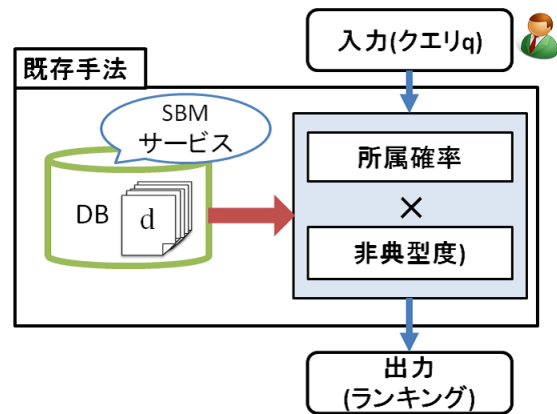 入力(クエリq)
既存手法
SBM
サービス
DB
d
所属確率
×
非典型度)
出力
(ランキング)